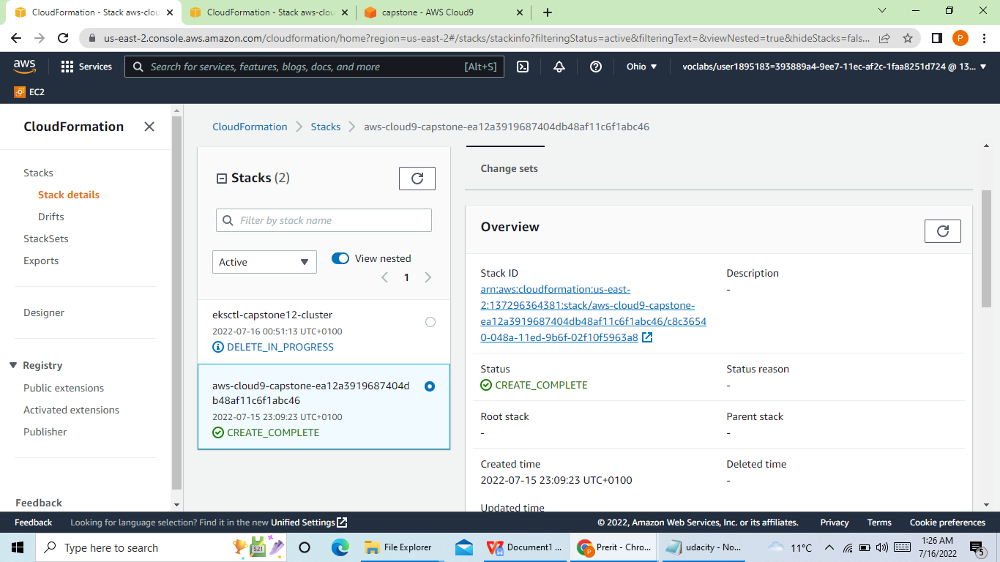 CloudFormation - Stack aws-clou
CloudFormation - Stack aws-clou
capstone - AWS Cloud9
us-east-2.console.aws.amazon.com/cloudformation/home?region=us-east-2#/stacks/stackinfo?filteringStatus=active&filteringText=&viewNested=true&hideStacks=fals...
P
aws
Services
Search for services, features, blogs, docs, and more
[Alt+S]
Ohio
voclabs/user1895183=393889a4-9ee7-11ec-af2c-1faa8251d724 @ 13...
EC2
CloudFormation
Stacks
Stack details
Drifts
StackSets
Exports
Designer
Registry
Public extensions
Activated extensions
Publisher
Feedback
CloudFormation
Stacks
aws-cloud9-capstone-ea12a3919687404db48af11c6f1abc46
Stacks (2)
Filter by stack name
Active
View nested
1
eksctl-capstone12-cluster
2022-07-16 00:51:13 UTC+0100
DELETE_IN_PROGRESS
aws-cloud9-capstone-ea12a3919687404d
b48af11c6f1abc46
2022-07-15 23:09:23 UTC+0100
CREATE_COMPLETE
Change sets
Overview
Stack ID
arn:aws:cloudformation:us-east-
2:137296364381:stack/aws-cloud9-capstone-
ea12a3919687404db48af11c6f1abc46/c8c3654
0-048a-11ed-9b6f-02f10f5963a8
Description
-
Status
CREATE_COMPLETE
Status reason
-
Root stack
-
Parent stack
-
Created time
2022-07-15 23:09:23 UTC+0100
Deleted time
-
Updated time
Feedback
Looking for language selection? Find it in the new Unified Settings
© 2022, Amazon Web Services, Inc. or its affiliates.
Privacy
Terms
Cookie preferences
Type here to search
521
File Explorer
Document1 ...
Prerit - Chro...
udacity - No...
11°C
1:26 AM
7/16/2022
5